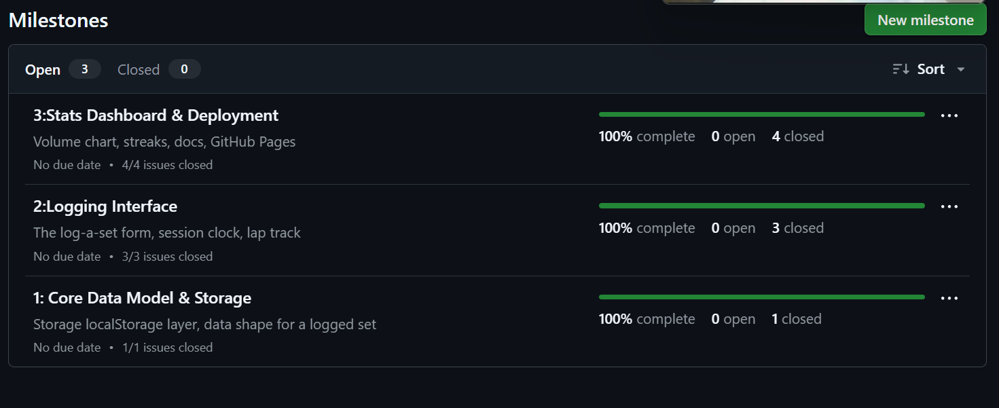 Milestones
New milestone
Open 3 Closed 0
Sort
3:Stats Dashboard & Deployment
Volume chart, streaks, docs, GitHub Pages
No due date • 4/4 issues closed
100% complete 0 open 4 closed
2:Logging Interface
The log-a-set form, session clock, lap track
No due date • 3/3 issues closed
100% complete 0 open 3 closed
1: Core Data Model & Storage
Storage localStorage layer, data shape for a logged set
No due date • 1/1 issues closed
100% complete 0 open 1 closed